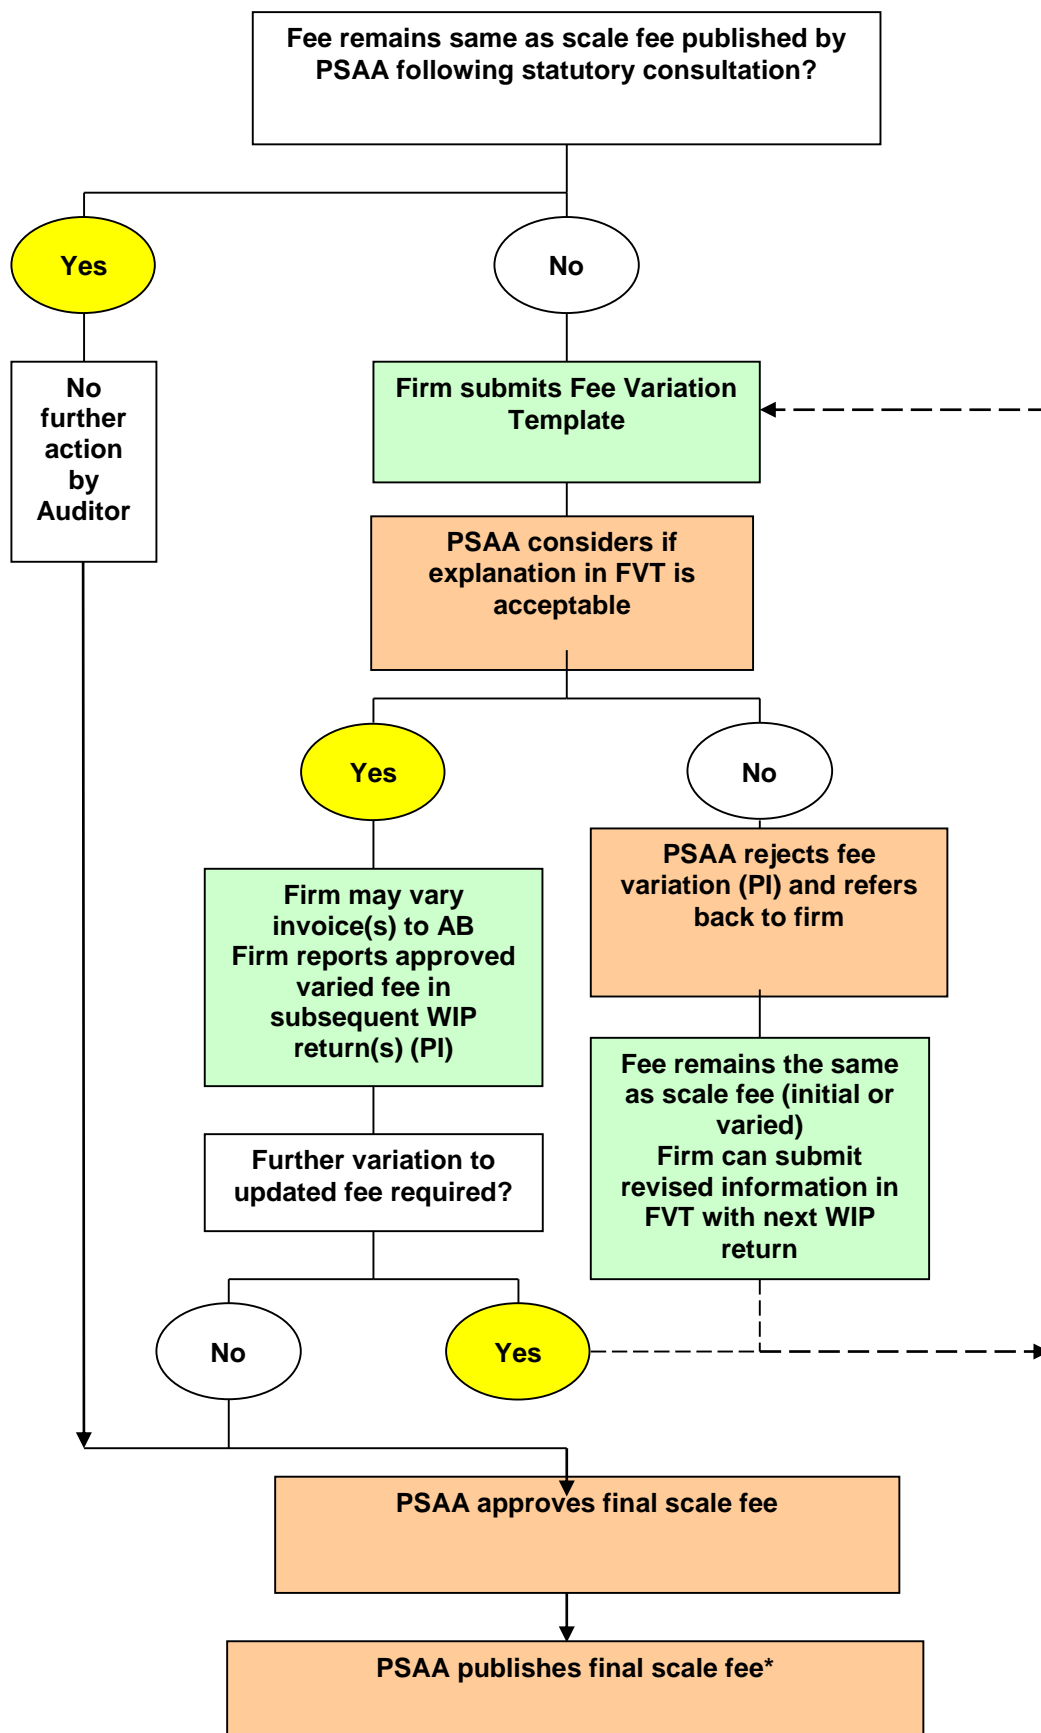 Fee remains same as scale fee published by
PSAA following statutory consultation?
Yes
No
No
further
action
by
Auditor
Firm submits Fee Variation
Template
PSAA considers if
explanation in FVT is
acceptable
Yes
No
Firm may vary
invoice(s) to AB
Firm reports approved
varied fee in
subsequent WIP
return(s) (PI)
PSAA rejects fee
variation (PI) and refers
back to firm
Fee remains the same
as scale fee (initial or
varied)
Firm can submit
revised information in
FVT with next WIP
return
Further variation to
updated fee required?
No
Yes
PSAA approves final scale fee
PSAA publishes final scale fee*